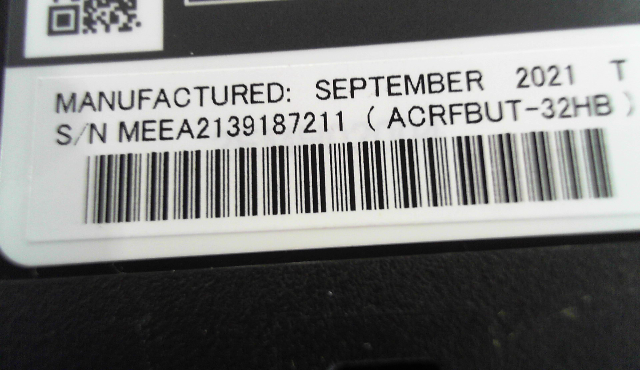 MANUFACTURED: SEPTEMBER 2021 T
S/N MEEA2139187211 ( ACRFBUT-32HB )